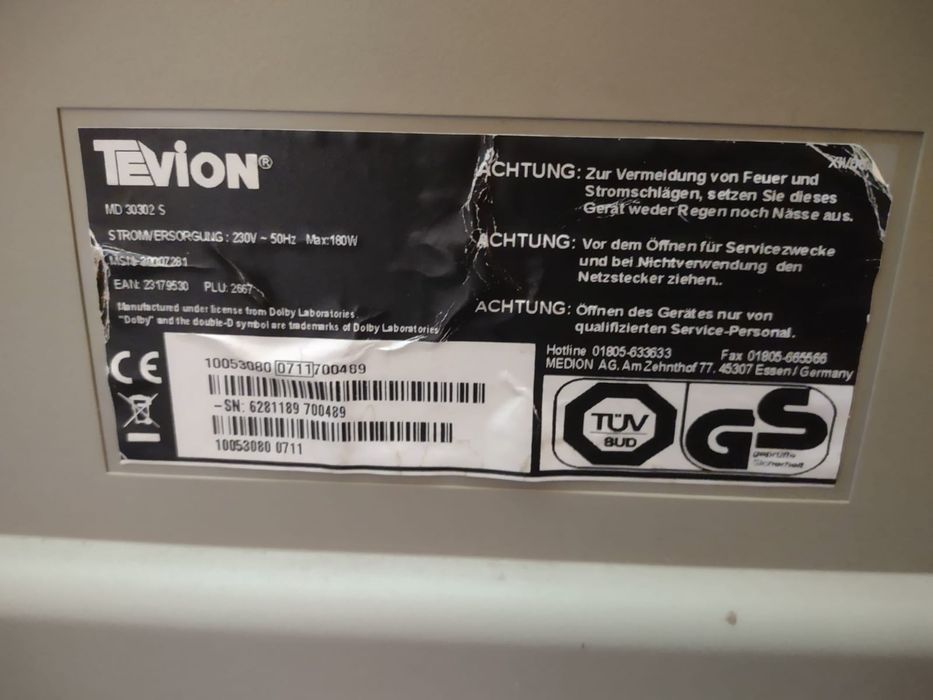 TEVION®
MD 30302 S
STROMVERSORGUNG : 230V ~ 50Hz Max:180W
MSN: 20007281
EAN: 23179530 PLU: 2667
Manufactured under license from Dolby Laboratories.
"Dolby" and the double-D symbol are trademarks of Dolby Laboratories
ACHTUNG: Zur Vermeidung von Feuer und
Stromschlägen, setzen Sie dieses
Gerät weder Regen noch Nässe aus.
ACHTUNG: Vor dem Öffnen für Servicezwecke
und bei Nichtverwendung den
Netzstecker ziehen..
ACHTUNG: Öffnen des Gerätes nur von
qualifizierten Service-Personal.
Hotline 01805-633633 Fax 01805-665566
MEDION AG, Am Zehnthof 77, 45307 Essen / Germany
CE
10053080 0711 700489
-SN: 6281189 700489
10053080 0711
TÜV
SUD
GS
geprüfte
Sicherheit